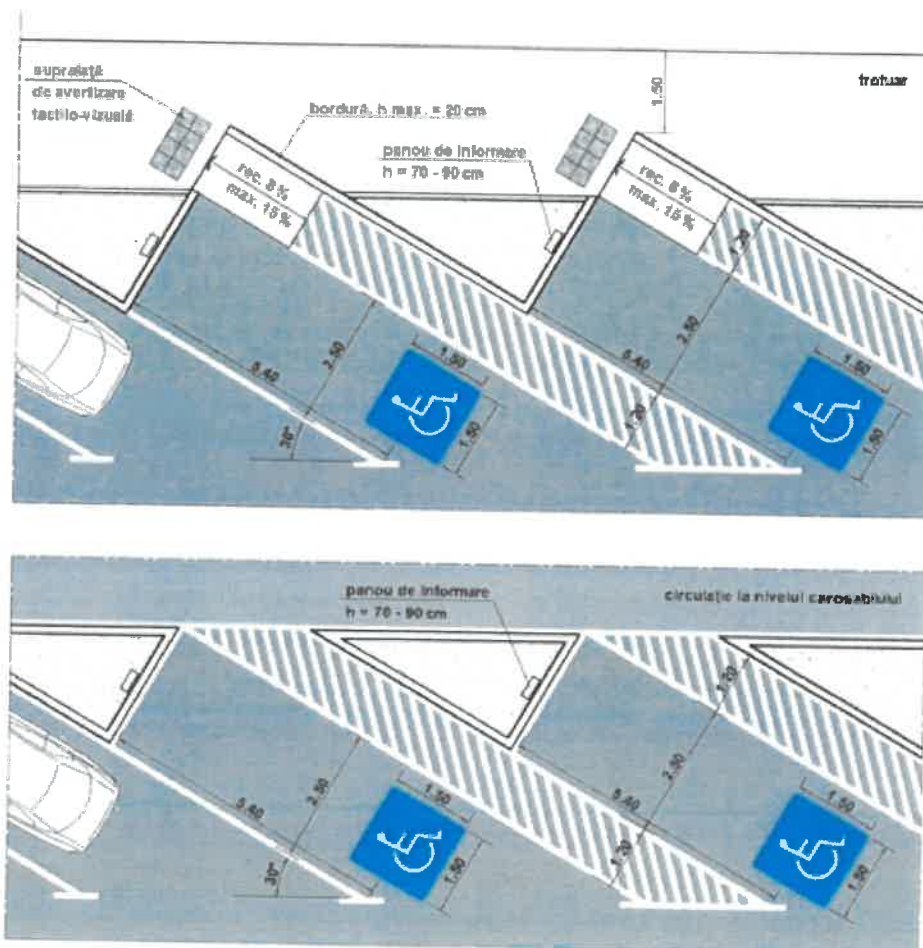 suprafață
de avertizare
tactilo-vizuală
bordură, h max. = 20 cm
panou de informare
h = 70 - 90 cm
1.50
trotuar
rec. 8 %
max. 15 %
rec. 8 %
max. 15 %
1.20
2.50
5.40
1.50
1.50
30°
1.20
2.50
5.40
1.50
1.50
panou de informare
h = 70 - 90 cm
circulație la nivelul carosabilului
1.20
2.50
5.40
1.50
1.50
30°
1.20
2.50
5.40
1.50
1.50